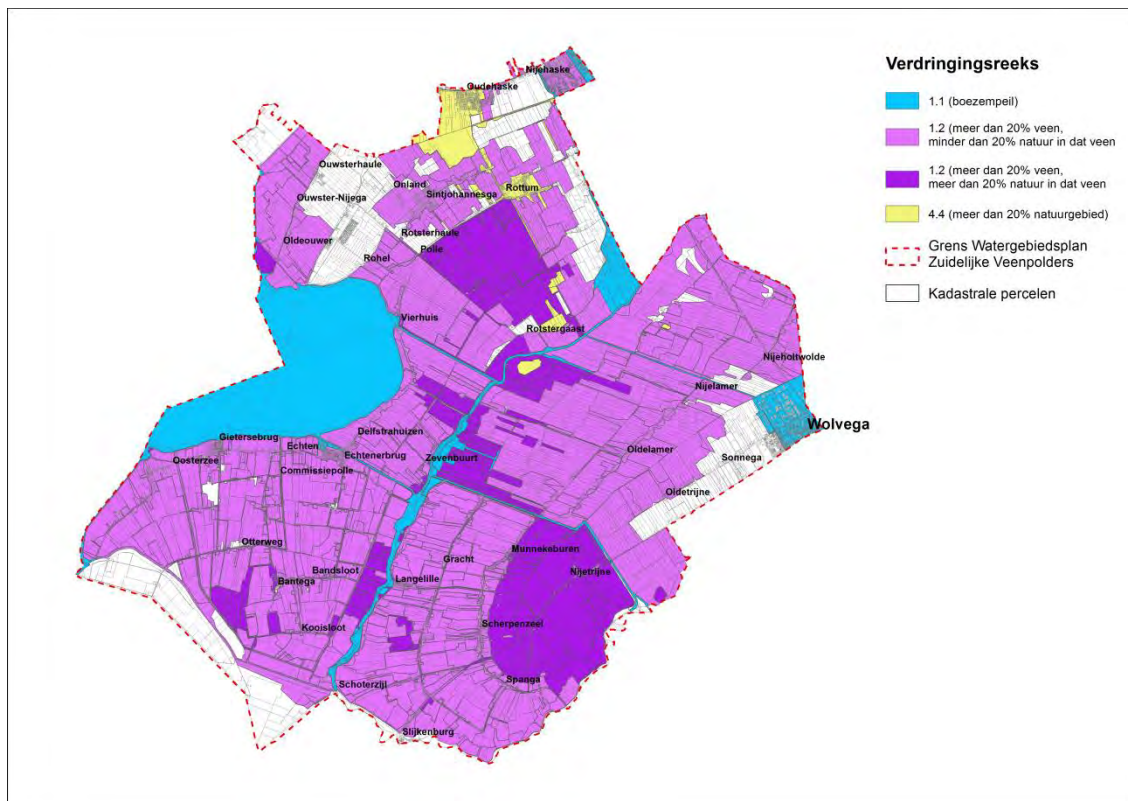 Verdringingsreeks
1.1 (boezempeil)
1.2 (meer dan 20% veen,
minder dan 20% natuur in dat veen
1.2 (meer dan 20% veen,
meer dan 20% natuur in dat veen
4.4 (meer dan 20% natuurgebied)
Grens Watergebiedsplan
Zuidelijke Veenpolders
Kadastrale percelen
Nijehaske
Oudehaske
Ouwsterhaule
Onland
Sintjohannesga
Rottum
Ouwster-Nijega
Rotsterhaule
Oldeouwer
Polle
Rohel
Vierhuis
Rotstergaast
Nijeholtwolde
Nijelamer
Wolvega
Delfstrahuizen
Gietersebrug
Echten
Oldelamer
Echtenerbrug
Zevenbuurt
Sonnega
Oosterzee
Commissiepolle
Oldetrijne
Otterweg
Munnekeburen
Gracht
Bandsloot
Nijetrijne
Bantega
Langelille
Scherpenzeel
Kooisloot
Spanga
Schoterzijl
Slijkenburg